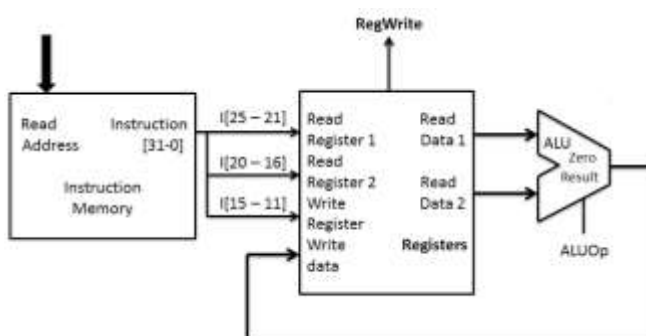 RegWrite
Read
Address
Instruction
[31-0]
Instruction
Memory
I[25 – 21]
I[20 – 16]
I[15 – 11]
Read
Register 1
Read
Register 2
Write
Register
Write
data
Read
Data 1
Read
Data 2
Registers
ALU
Zero
Result
ALUOp